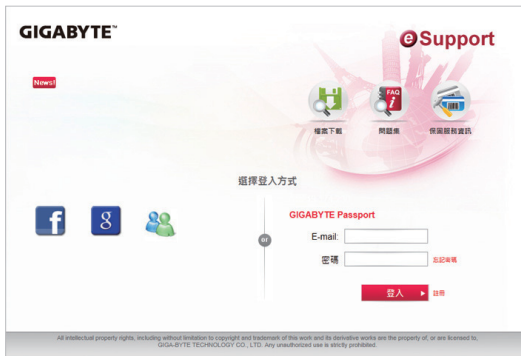 GIGABYTE™
eSupport
News!
FAQ
檔案下載
問題集
保固服務資訊
選擇登入方式
GIGABYTE Passport
or
E-mail:
密碼
忘記密碼
登入
註冊
All intellectual property rights, including without limitation to copyright and trademark of this work and its derivative works are the property of, or are licensed to,
GIGA-BYTE TECHNOLOGY CO., LTD. Any unauthorized use is strictly prohibited.